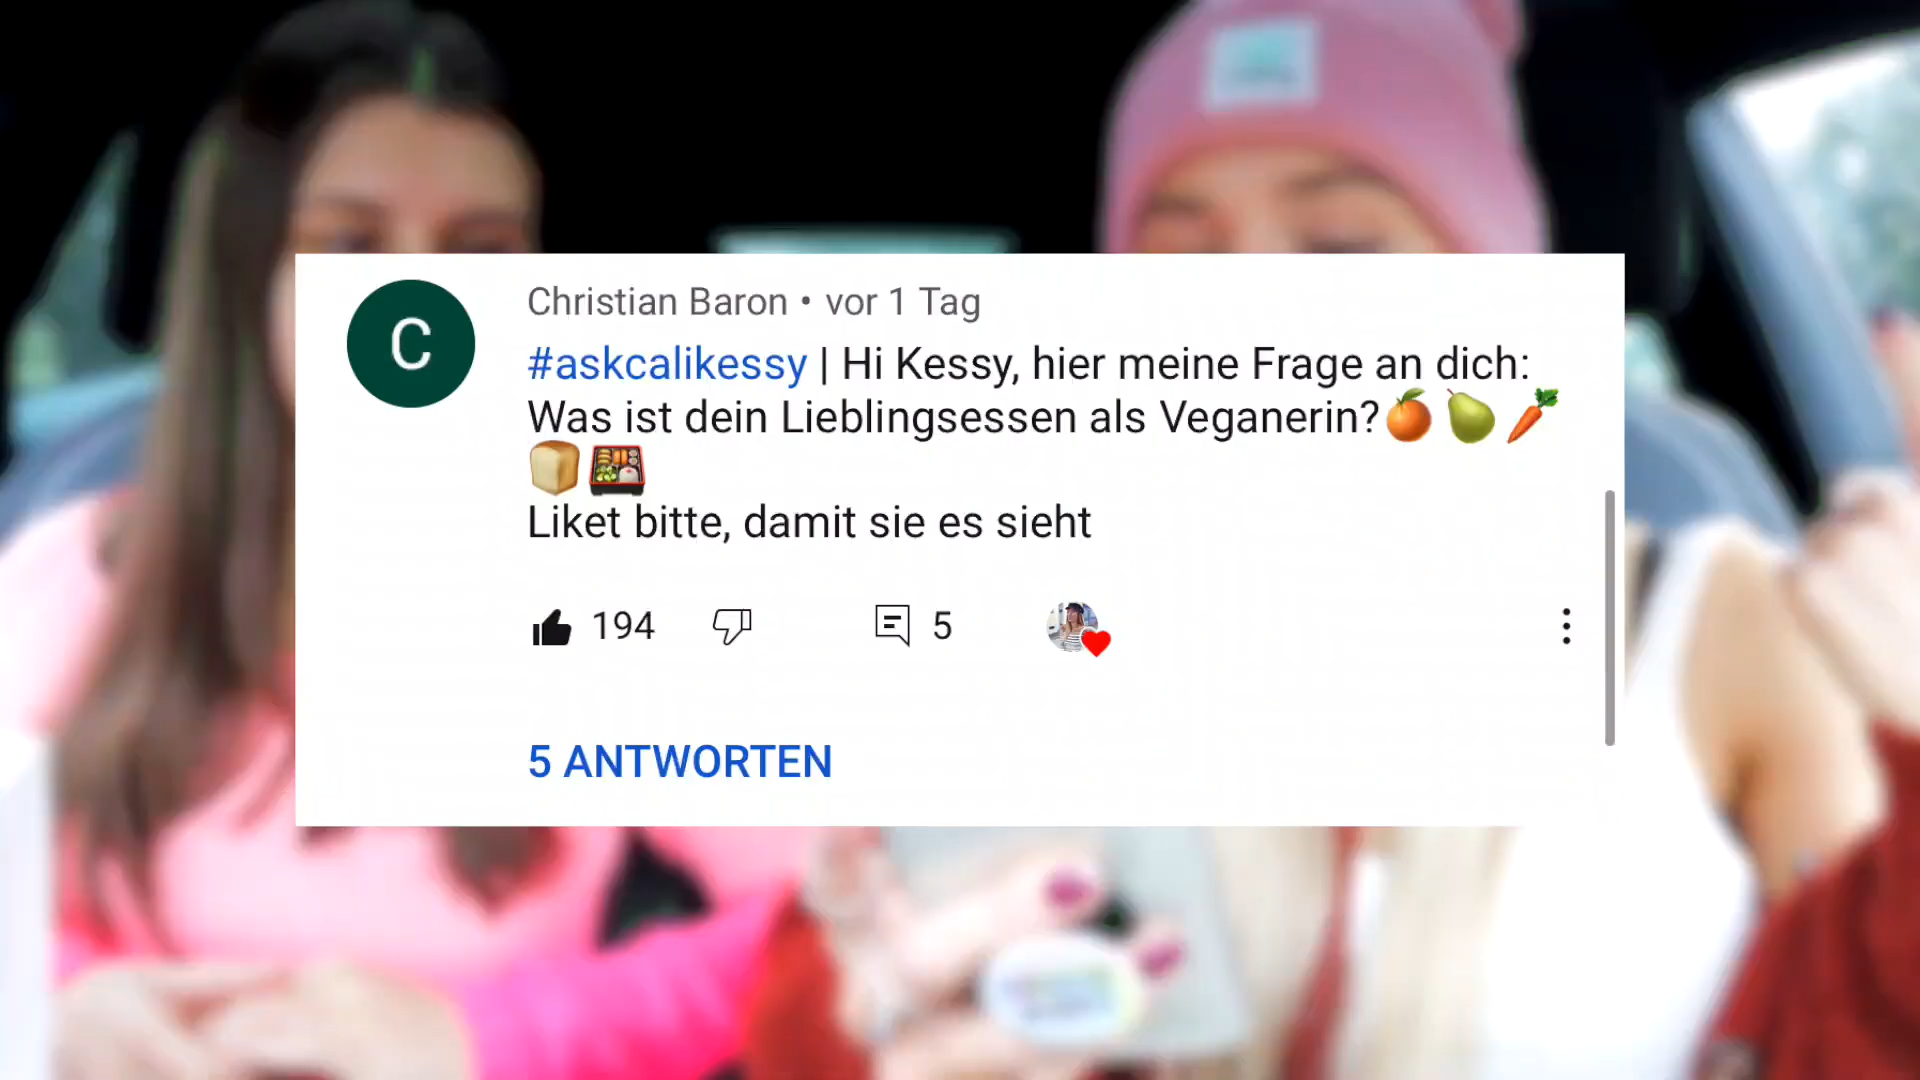 C
Christian Baron • vor 1 Tag
#askcalikessy | Hi Kessy, hier meine Frage an dich:
Was ist dein Lieblingsessen als Veganerin?🍊🍐🥕
🍞🍱
Liket bitte, damit sie es sieht
194 5
5 ANTWORTEN